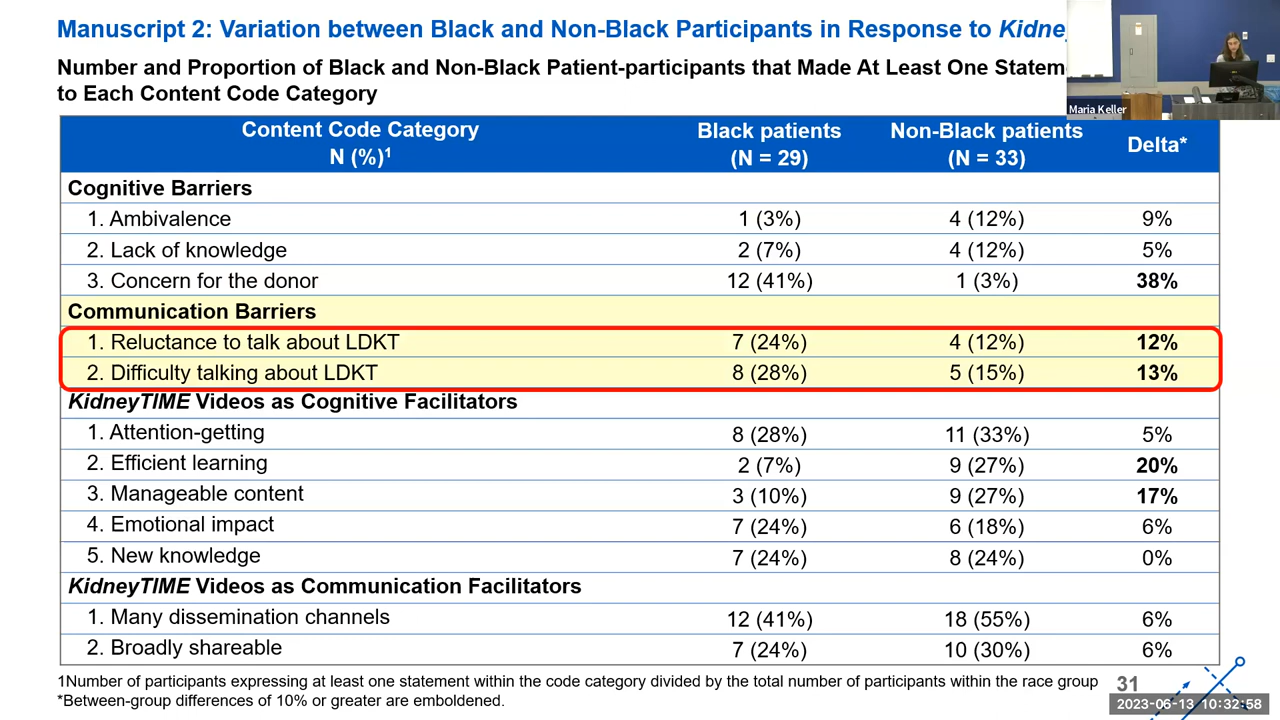 Manuscript 2: Variation between Black and Non-Black Participants in Response to
Number and Proportion of Black and Non-Black Patient-participants that Made At Least One
to Each Content Code Category
Maria Keller
Content Code Category
N (%)¹
Black patients
(N = 29)
Non-Black patients
(N = 33)
Delta*
Cognitive Barriers
1. Ambivalence 1 (3%) 4 (12%) 9%
2. Lack of knowledge 2 (7%) 4 (12%) 5%
3. Concern for the donor 12 (41%) 1 (3%) 38%
Communication Barriers
1. Reluctance to talk about LDKT 7 (24%) 4 (12%) 12%
2. Difficulty talking about LDKT 8 (28%) 5 (15%) 13%
KidneyTIME Videos as Cognitive Facilitators
1. Attention-getting 8 (28%) 11 (33%) 5%
2. Efficient learning 2 (7%) 9 (27%) 20%
3. Manageable content 3 (10%) 9 (27%) 17%
4. Emotional impact 7 (24%) 6 (18%) 6%
5. New knowledge 7 (24%) 8 (24%) 0%
KidneyTIME Videos as Communication Facilitators
1. Many dissemination channels 12 (41%) 18 (55%) 6%
2. Broadly shareable 7 (24%) 10 (30%) 6%
1Number of participants expressing at least one statement within the code category divided by the total number of participants within the race group
*Between-group differences of 10% or greater are emboldened.
31
2023-06-13 10:32:58